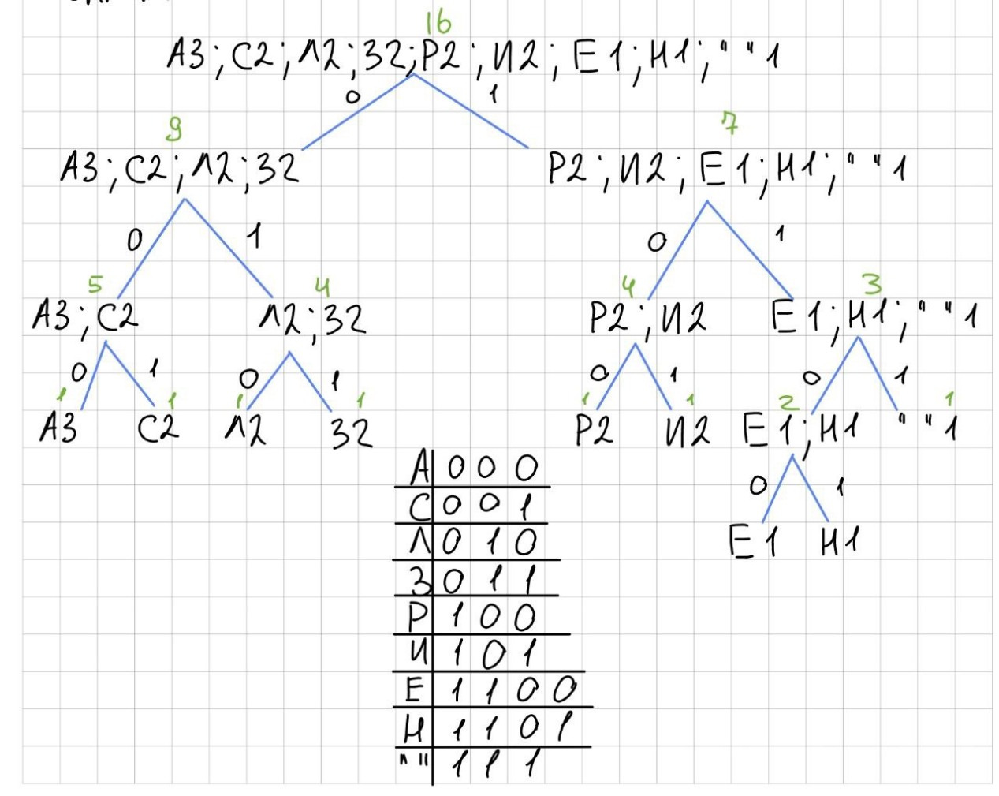 16
А3;С2;Л2;З2;Р2;И2;Е1;Н1;" "1
0 1
9 7
А3;С2;Л2;З2 Р2;И2;Е1;Н1;" "1
0 1 0 1
5 4 4 3
А3;С2 Л2;З2 Р2;И2 Е1;Н1;" "1
0 1 0 1 0 1 0 1
1 1 1 1 1 1 2 1
А3 С2 Л2 З2 Р2 И2 Е1;Н1 " "1
0 1
Е1 Н1
А 0 0 0
С 0 0 1
Л 0 1 0
З 0 1 1
Р 1 0 0
И 1 0 1
Е 1 1 0 0
Н 1 1 0 1
" " 1 1 1